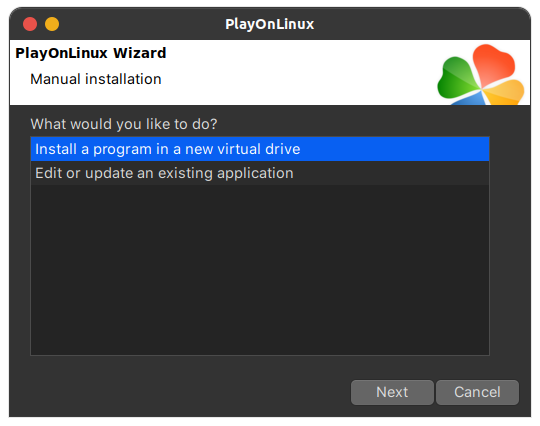 PlayOnLinux
PlayOnLinux Wizard
Manual installation
What would you like to do?
Install a program in a new virtual drive
Edit or update an existing application
Next
Cancel